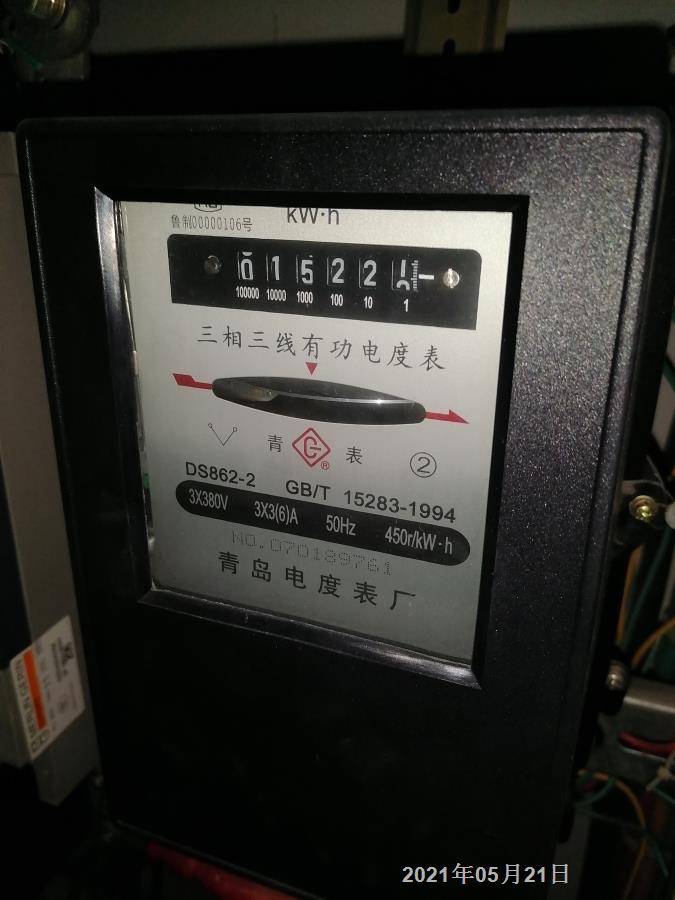 kW·h
鲁制00000106号
0 1 5 2 2
100000 10000 1000 100 10 1
三相三线有功电度表
青 G ® 表 ②
DS862-2 GB/T 15283-1994
3X380V 3X3(6)A 50Hz 450r/kW·h
NO.070189761
青岛电度表厂
MERLIN GERIN
2021年05月21日